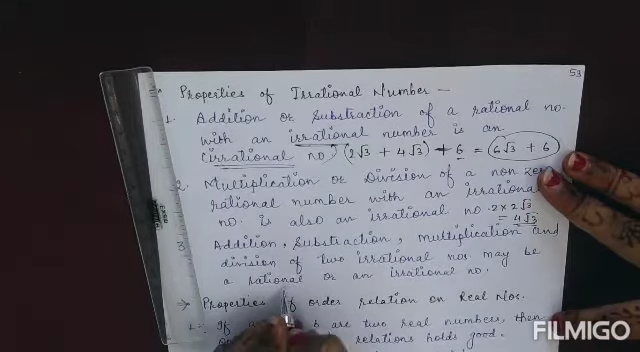 53
Properties of Irrational Number -
1. Addition or Substraction of a rational no.
with an irrational number is an
(irrational no) (2√3 + 4√3) + 6 = 6√3 + 6
2. Multiplication or Division of a non zero
rational number with an irrational
no. is also an irrational no. 2 x 2√3
= 4√3
3) Addition, Substraction, Multiplication and
division of two irrational nos may be
a rational or an irrational no.
→ Properties of order relation on Real Nos.
1. If b are two real numbers, then
relations holds good.
FILMIGO